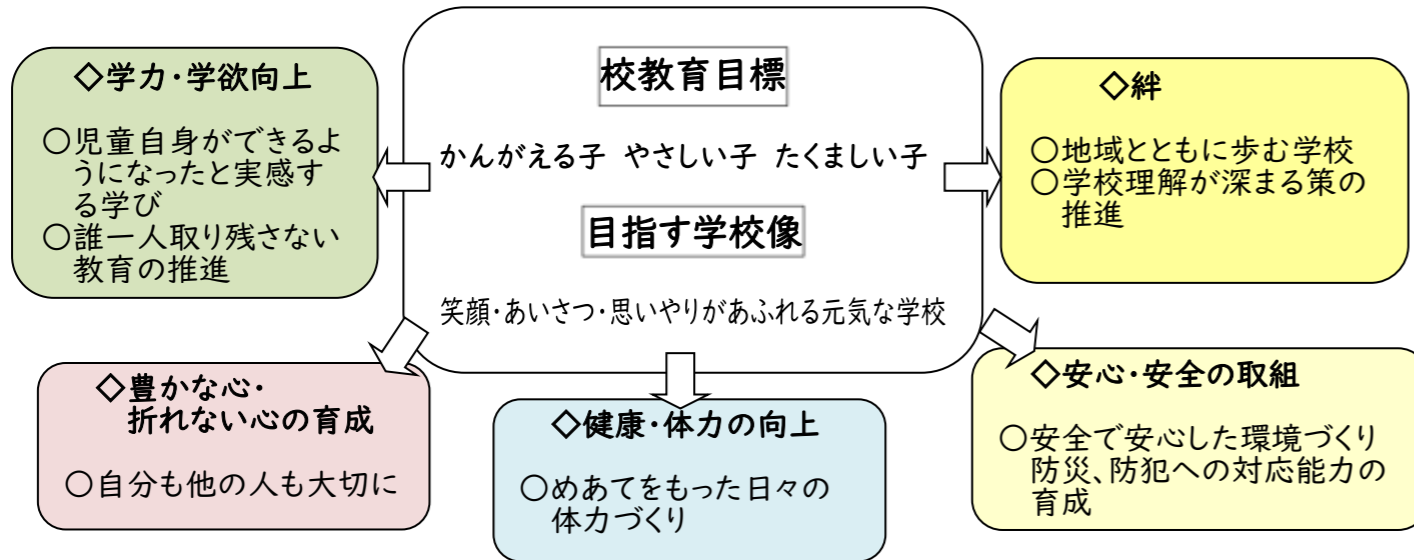 校教育目標
かんがえる子 やさしい子 たくましい子
目指す学校像
笑顔・あいさつ・思いやりがあふれる元気な学校
◇学力・学欲向上
○児童自身ができるよ
うになったと実感す
る学び
○誰一人取り残さない
教育の推進
◇絆
○地域とともに歩む学校
○学校理解が深まる策の
推進
◇豊かな心・
折れない心の育成
○自分も他の人も大切に
◇健康・体力の向上
○めあてをもった日々の
体力づくり
◇安心・安全の取組
○安全で安心した環境づくり
防災、防犯への対応能力の
育成